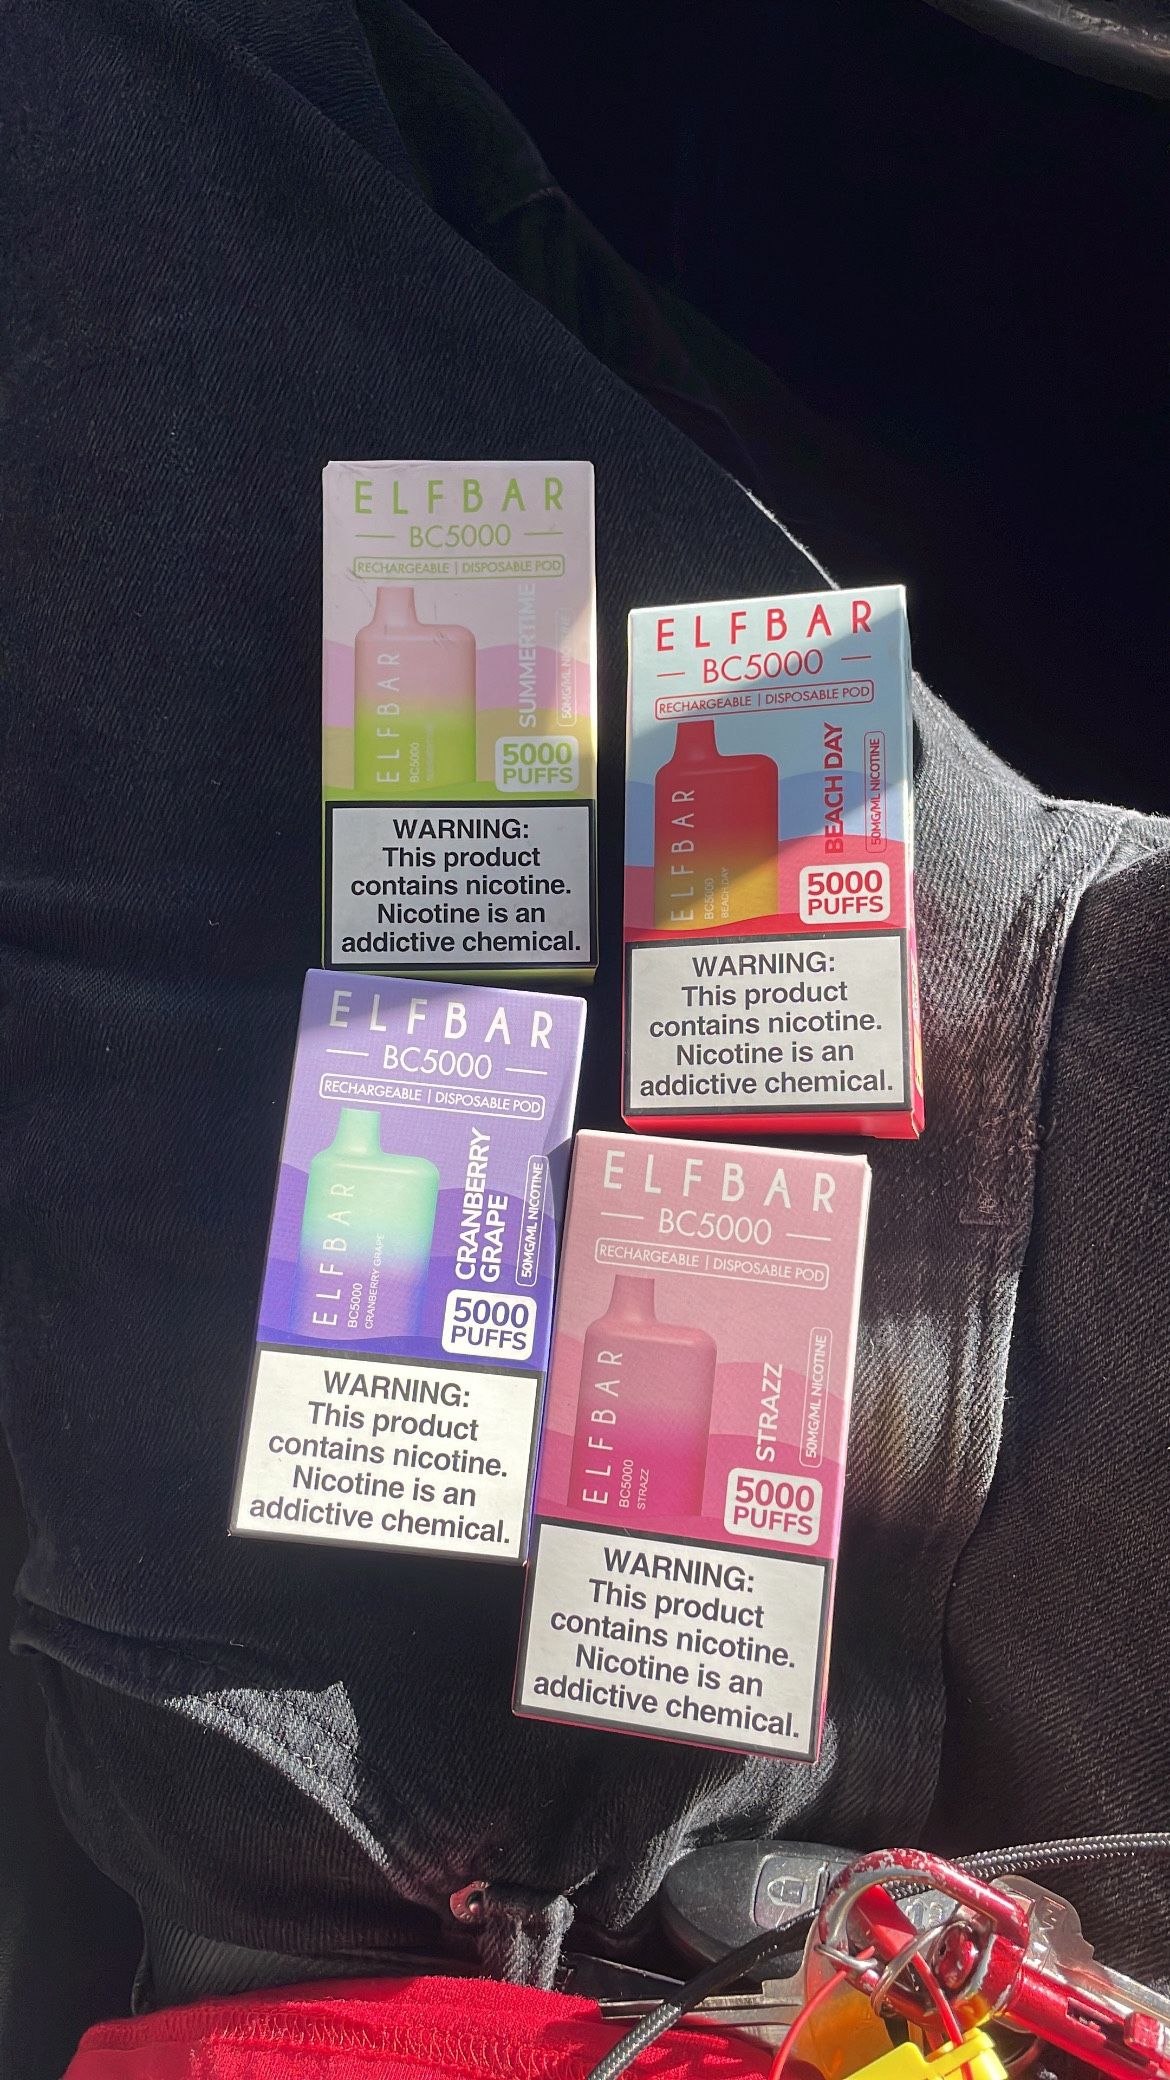 ELFBAR
BC5000
RECHARGEABLE | DISPOSABLE POD
SUMMERTIME
ELFBAR
BC5000
5000
PUFFS
WARNING:
This product
contains nicotine.
Nicotine is an
addictive chemical.
ELFBAR
BC5000
RECHARGEABLE | DISPOSABLE POD
BEACH DAY
50MG/ML NICOTINE
ELFBAR
BC5000
BEACH DAY
5000
PUFFS
WARNING:
This product
contains nicotine.
Nicotine is an
addictive chemical.
ELFBAR
BC5000
RECHARGEABLE | DISPOSABLE POD
CRANBERRY
GRAPE
50MG/ML NICOTINE
ELFBAR
BC5000
CRANBERRY GRAPE
5000
PUFFS
WARNING:
This product
contains nicotine.
Nicotine is an
addictive chemical.
ELFBAR
BC5000
RECHARGEABLE | DISPOSABLE POD
STRAZZ
50MG/ML NICOTINE
ELFBAR
BC5000
STRAZZ
5000
PUFFS
WARNING:
This product
contains nicotine.
Nicotine is an
addictive chemical.